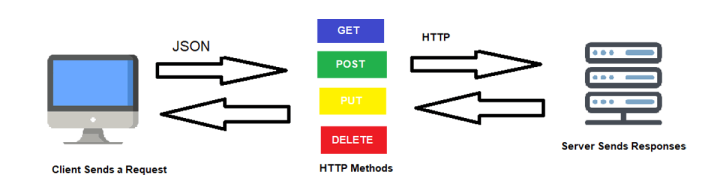 JSON
GET
POST
PUT
DELETE
HTTP
Client Sends a Request
HTTP Methods
Server Sends Responses